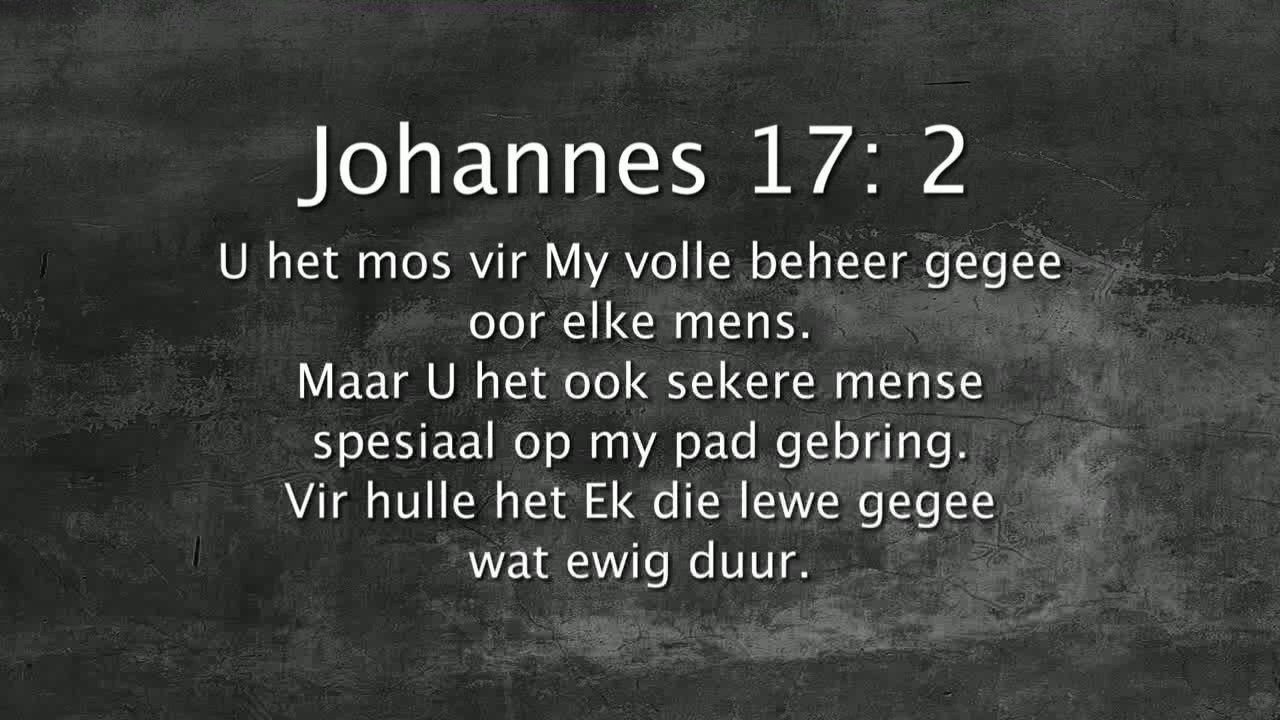 Johannes 17: 2
U het mos vir My volle beheer gegee
oor elke mens.
Maar U het ook sekere mense
spesiaal op my pad gebring.
Vir hulle het Ek die lewe gegee
wat ewig duur.